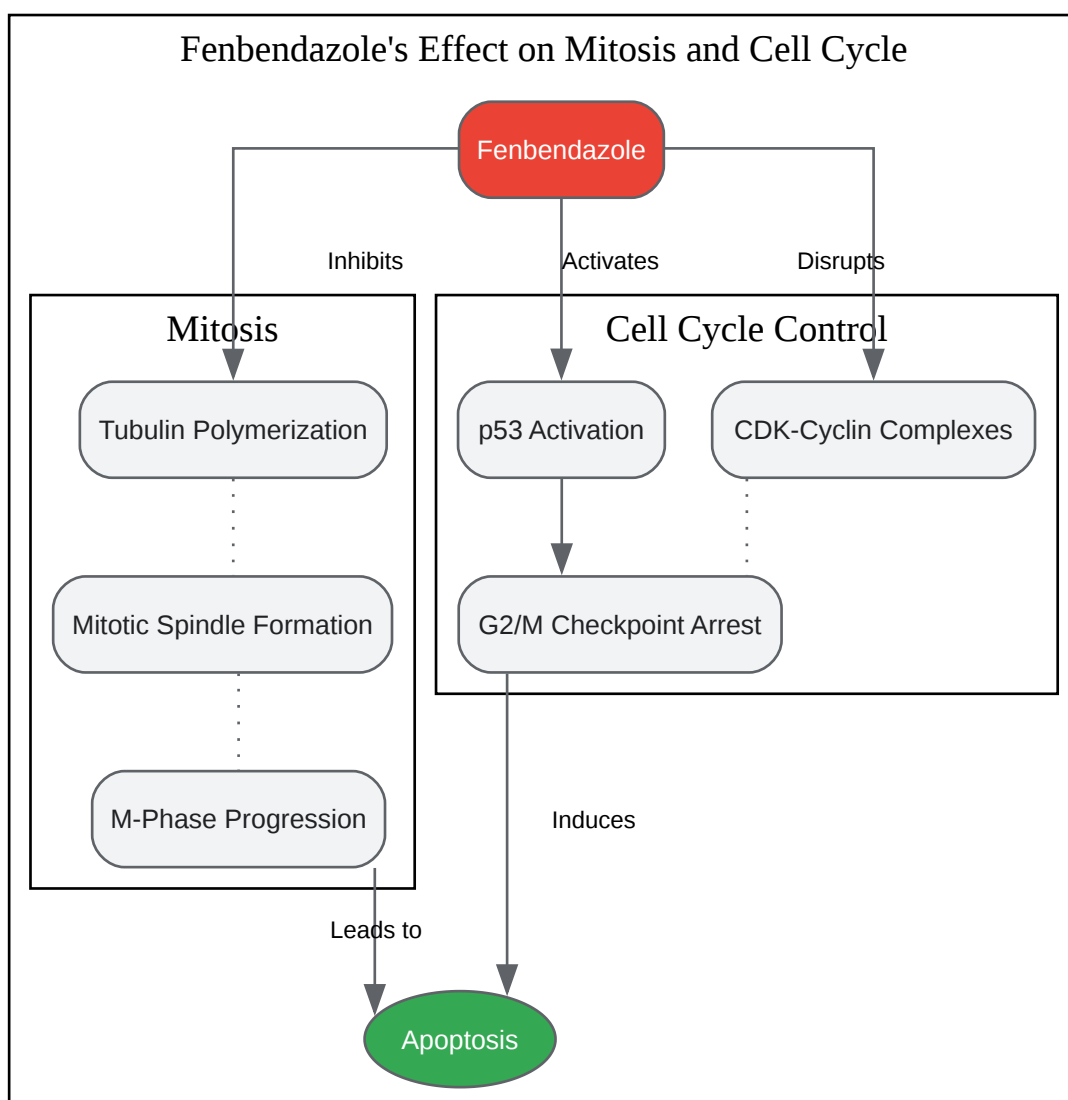 Fenbendazole's Effect on Mitosis and Cell Cycle
Fenbendazole
Inhibits
Activates
Disrupts
Mitosis
Cell Cycle Control
Tubulin Polymerization
p53 Activation
CDK-Cyclin Complexes
Mitotic Spindle Formation
G2/M Checkpoint Arrest
M-Phase Progression
Induces
Leads to
Apoptosis